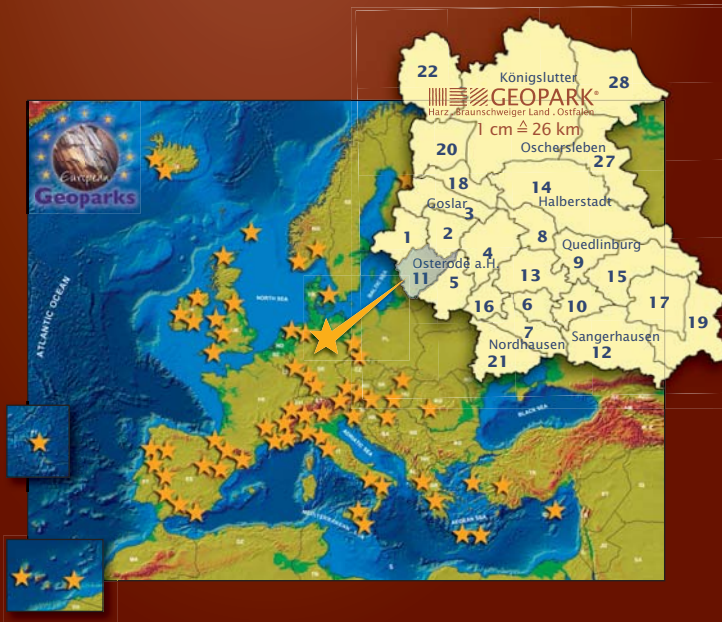 22
Königslutter
28
GEOPARK®
Harz . Braunschweiger Land . Ostfalen
1 cm ≙ 26 km
20
Oschersleben
27
18
14
Goslar
3
Halberstadt
1
2
8
Quedlinburg
4
9
Osterode a.H.
11
5
13
15
16
6
10
17
19
7
Nordhausen
Sangerhausen
21
12
European
Geoparks
ATLANTIC OCEAN
NORTH SEA
BALTIC SEA
ADRIATIC SEA
BLACK SEA
MEDITERRANEAN
AEGEAN SEA